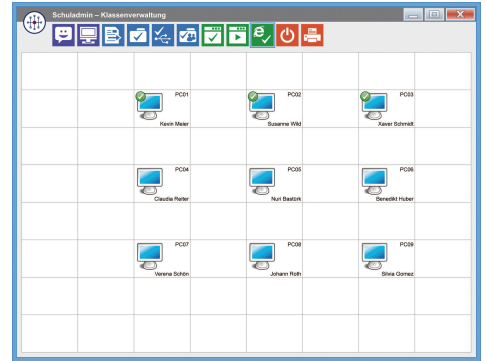 Schuladmin – Klassenverwaltung
PC01 PC02 PC03
Kevin Meier Susanne Wild Xaver Schmidt
PC04 PC05 PC06
Claudia Reiter Nuri Bastürk Benedikt Huber
PC07 PC08 PC09
Verena Schön Johann Roth Silvia Gomez